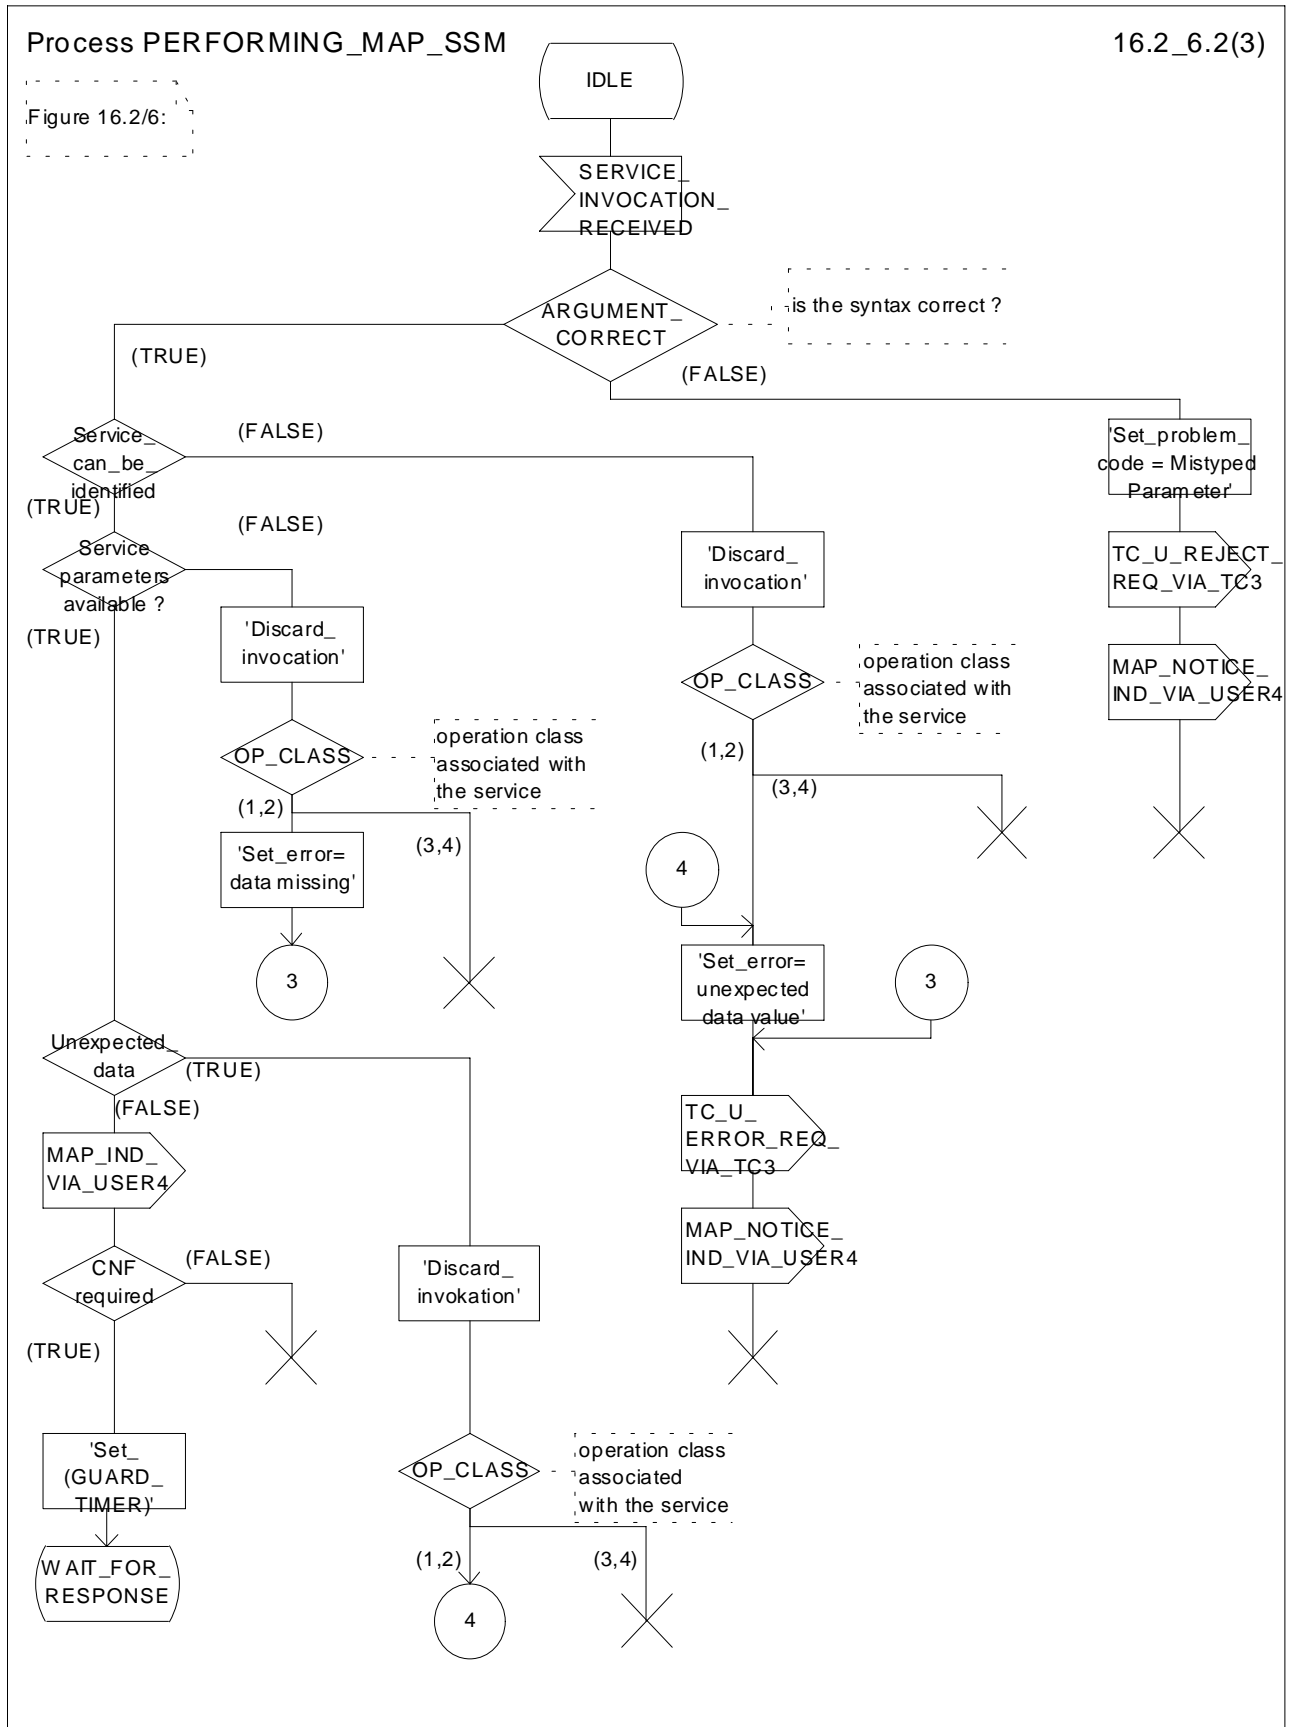 Process PERFORMING_MAP_SSM
16.2_6.2(3)
Figure 16.2/6:
IDLE
SERVICE_
INVOCATION_
RECEIVED
ARGUMENT_
CORRECT
is the syntax correct ?
(TRUE)
(FALSE)
Service_
can_be_
identified
(FALSE)
'Set_problem_
code = Mistyped
Parameter'
(TRUE)
(FALSE)
Service
parameters
available ?
'Discard_
invocation'
TC_U_REJECT_
REQ_VIA_TC3
(TRUE)
'Discard_
invocation'
OP_CLASS
operation class
associated with
the service
MAP_NOTICE_
IND_VIA_USER4
OP_CLASS
operation class
associated with
the service
(1,2)
(3,4)
(1,2)
(3,4)
'Set_error=
data missing'
4
3
'Set_error=
unexpected
data value'
3
Unexpected_
data
(TRUE)
(FALSE)
TC_U_
ERROR_REQ_
VIA_TC3
MAP_IND_
VIA_USER4
MAP_NOTICE_
IND_VIA_USER4
CNF
required
(FALSE)
'Discard_
invokation'
(TRUE)
'Set_
(GUARD_
TIMER)'
OP_CLASS
operation class
associated
with the service
(1,2)
(3,4)
WAIT_FOR_
RESPONSE
4